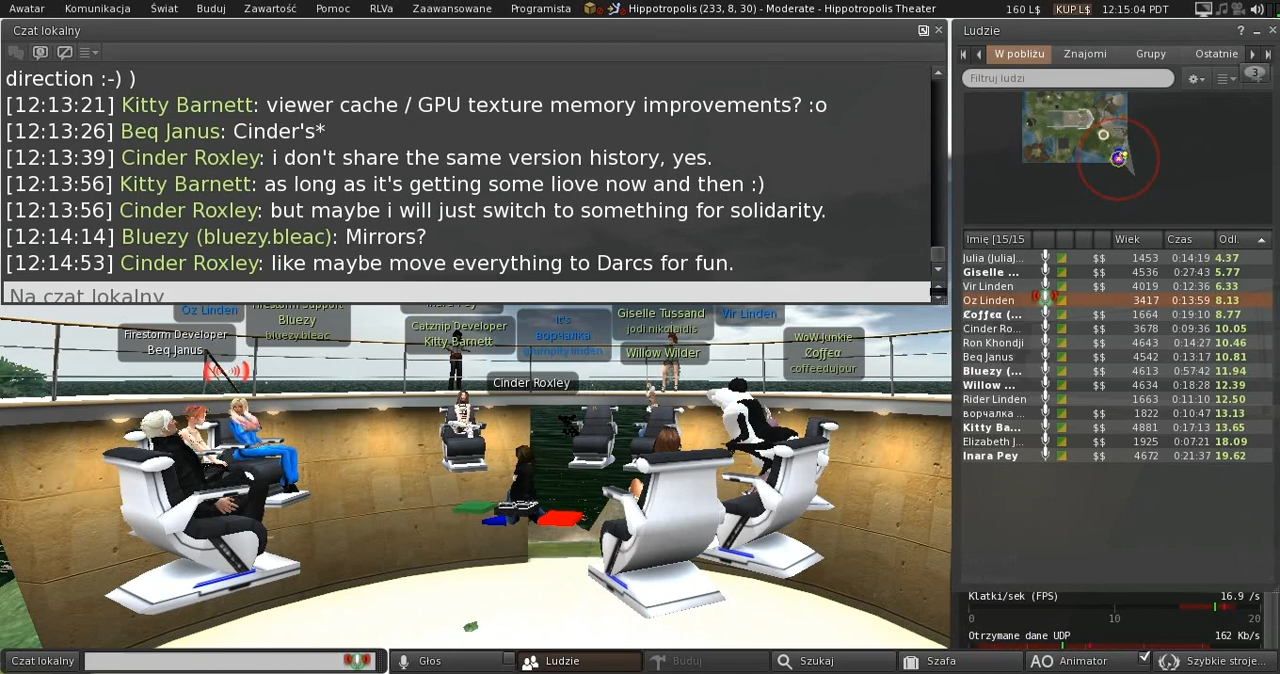 Awatar Komunikacja Świat Buduj Zawartość Pomoc RLVa Zaawansowane Programista Hippotropolis (233, 8, 30) - Moderate - Hippotropolis Theater 160 L$ KUP L$ 12:15:04 PDT
Czat lokalny
direction :-) )
[12:13:21] Kitty Barnett: viewer cache / GPU texture memory improvements? :o
[12:13:26] Beq Janus: Cinder's*
[12:13:39] Cinder Roxley: i don't share the same version history, yes.
[12:13:56] Kitty Barnett: as long as it's getting some liove now and then :)
[12:13:56] Cinder Roxley: but maybe i will just switch to something for solidarity.
[12:14:14] Bluezy (bluezy.bleac): Mirrors?
[12:14:53] Cinder Roxley: like maybe move everything to Darcs for fun.
Na czat lokalny
Oz Linden
Firestorm Support
Bluezy
bluezy.bleac
Firestorm Developer
Beq Janus
Inara Pey
Catznip Developer
Kitty Barnett
It's
ворчалка
grumpity.linden
Giselle Tussand
jodi.nikolaidis
Willow Wilder
Vir Linden
WoW Junkie
Coffee
coffeedujour
Cinder Roxley
Ludzie
? _ ×
W pobliżu Znajomi Grupy Ostatnie
Filtruj ludzi
3
Imię [15/15 Wiek Czas Odl.
Julia (JuliaJ... $$ 1453 0:14:19 4.37
Giselle ... $$ 4536 0:27:43 5.77
Vir Linden $$ 4019 0:12:36 6.33
Oz Linden 3417 0:13:59 8.13
Coffee (... $$ 1664 0:19:10 8.77
Cinder Ro... $$ 3678 0:09:36 10.05
Ron Khondji $$ 4643 0:14:27 10.46
Beq Janus $$ 4542 0:13:17 10.81
Bluezy (... $$ 4613 0:57:42 11.94
Willow ... $$ 4634 0:18:28 12.39
Rider Linden 1663 0:11:10 12.50
ворчалка ... $$ 1822 0:10:47 13.13
Kitty Ba... $$ 4881 0:17:13 13.65
Elizabeth J... $$ 1925 0:07:21 18.09
Inara Pey $$ 4672 0:21:37 19.62
Klatki/sek (FPS) 16.9 /s
0 10 20
Otrzymane dane UDP 162 Kb/s
Czat lokalny Głos Ludzie Buduj Szukaj Szafa AO Animator Szybkie stroje...